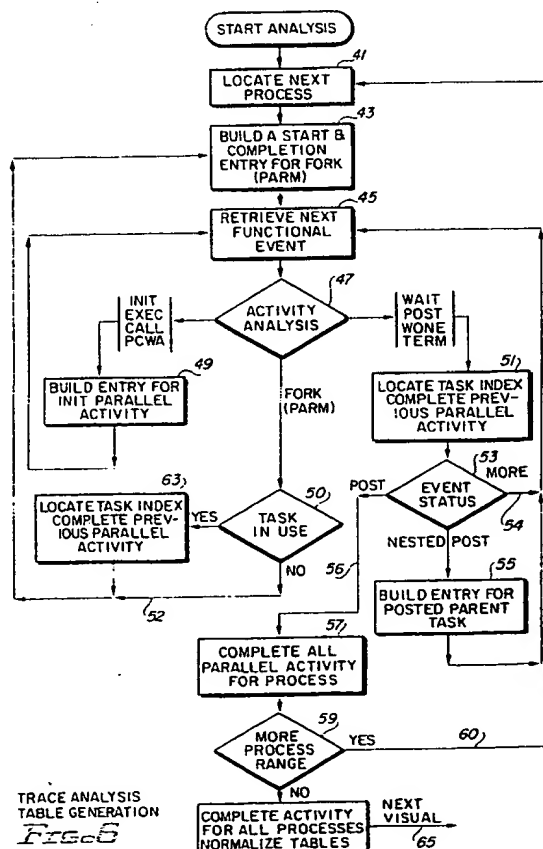 START ANALYSIS
41
LOCATE NEXT
PROCESS
43
BUILD A START &
COMPLETION
ENTRY FOR FORK
(PARM)
45
RETRIEVE NEXT
FUNCTIONAL
EVENT
47
INIT
EXEC
CALL
PCWA
ACTIVITY
ANALYSIS
WAIT
POST
WONE
TERM
49
BUILD ENTRY FOR
INIT PARALLEL
ACTIVITY
FORK
(PARM)
51
LOCATE TASK INDEX
COMPLETE PREV-
IOUS PARALLEL
ACTIVITY
53
EVENT
STATUS
MORE
54
POST
56
NESTED POST
63
LOCATE TASK INDEX
COMPLETE PREV-
IOUS PARALLEL
ACTIVITY
YES
50
TASK
IN USE
NO
52
55
BUILD ENTRY FOR
POSTED PARENT
TASK
57
COMPLETE ALL
PARALLEL ACTIVITY
FOR PROCESS
59
MORE
PROCESS
RANGE
YES
60
NO
COMPLETE ACTIVITY
FOR ALL PROCESSES
NORMALIZE TABLES
NEXT
VISUAL
65
TRACE ANALYSIS
TABLE GENERATION
FIG. 6